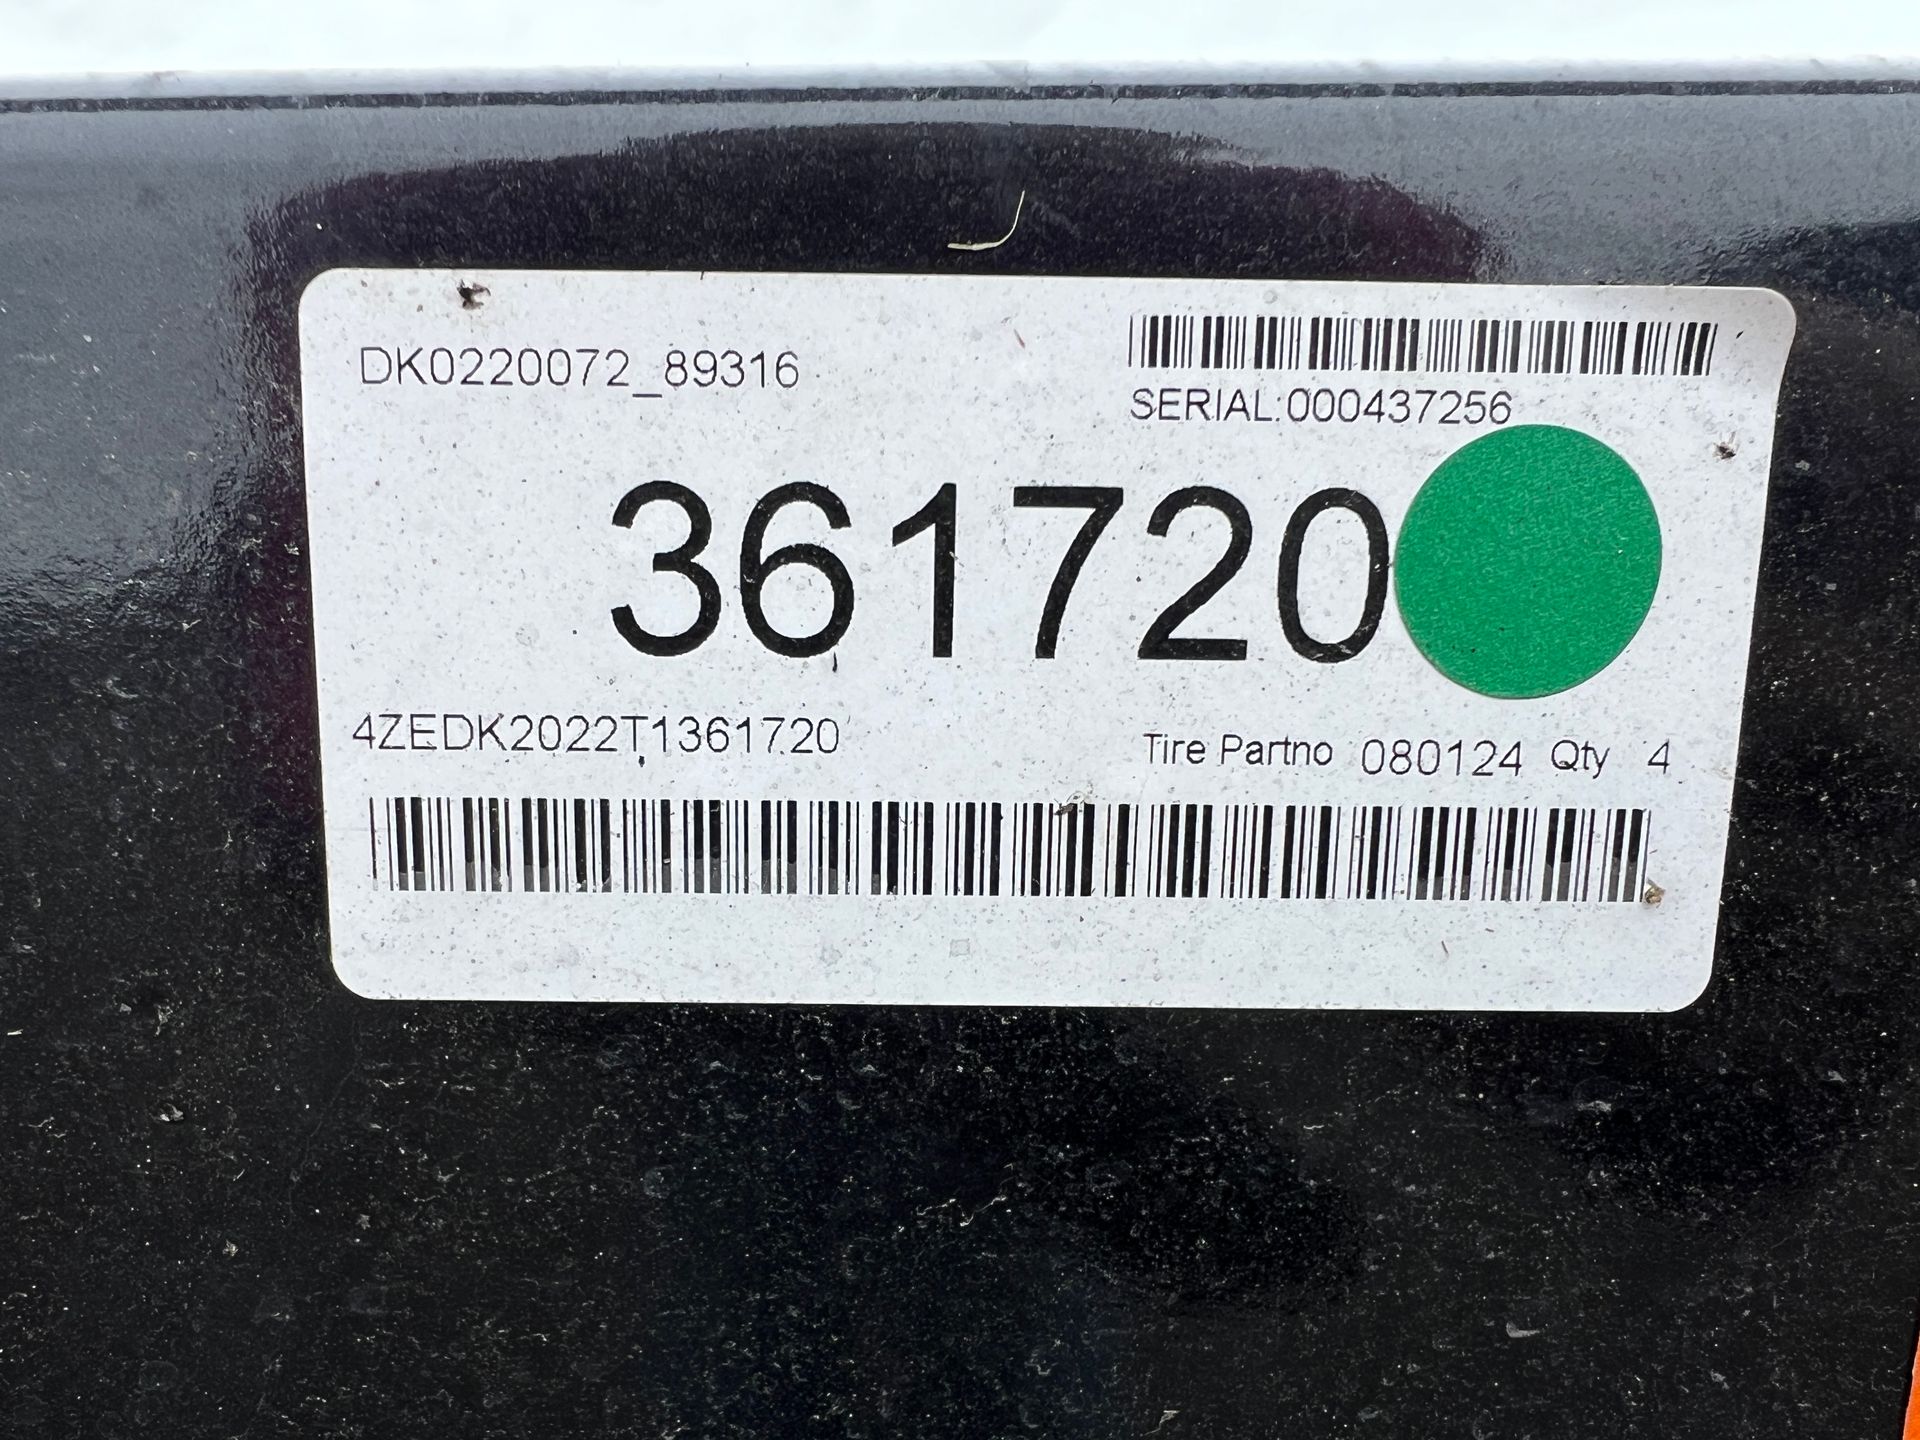 DK0220072_89316
SERIAL:000437256
361720
4ZEDK2022T1361720
Tire Partno 080124 Qty 4